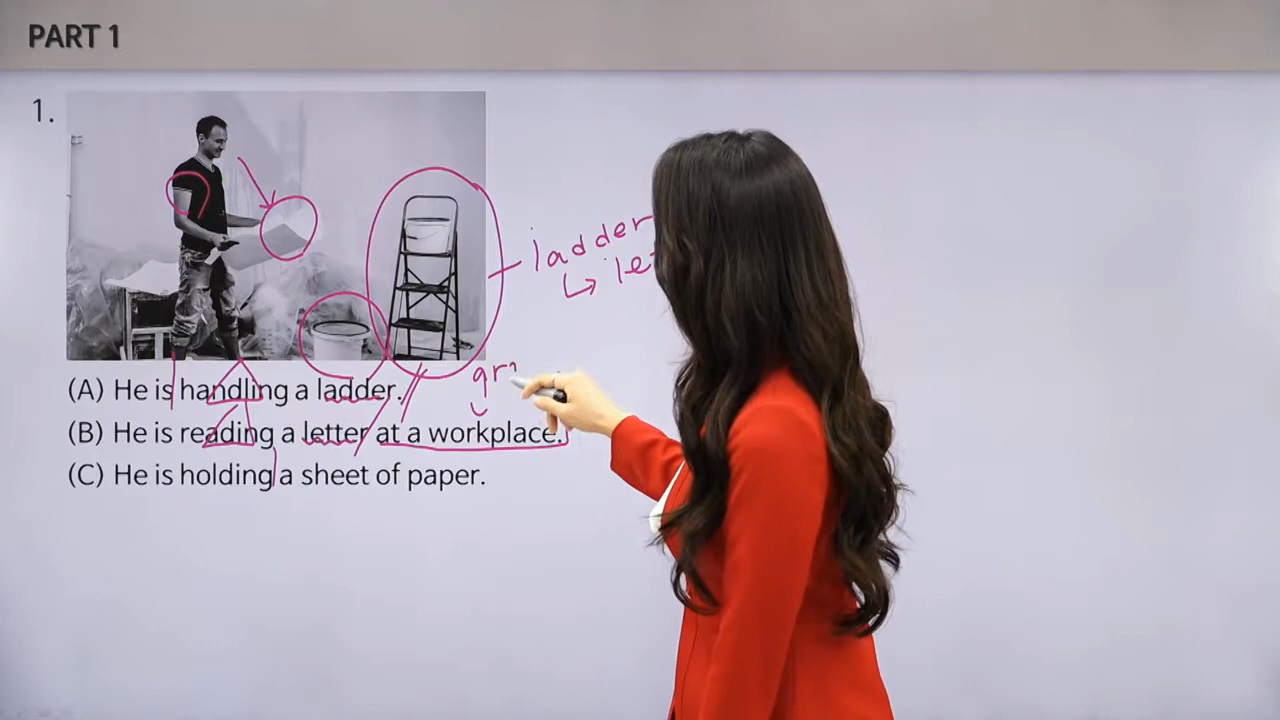 PART 1
1.
ladder
(A) He is handling a ladder.
(B) He is reading a letter at a workplace.
(C) He is holding a sheet of paper.